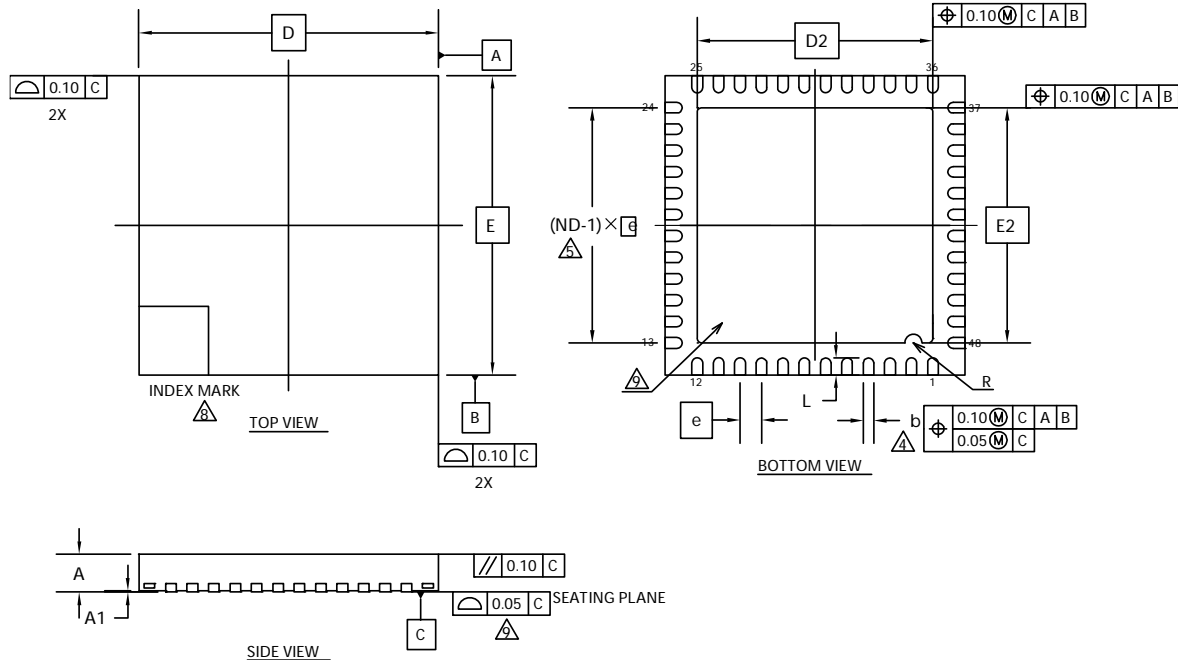 D
A
0.10 C
2X
E
INDEX MARK
8
TOP VIEW
B
0.10 C
2X
D2
0.10 Ⓜ C A B
25
36
0.10 Ⓜ C A B
24
37
(ND-1)×e
5
E2
13
48
9
12
1
L
R
e
b
4
0.10 Ⓜ C A B
0.05 Ⓜ C
BOTTOM VIEW
A
A1
// 0.10 C
0.05 C SEATING PLANE
9
C
SIDE VIEW